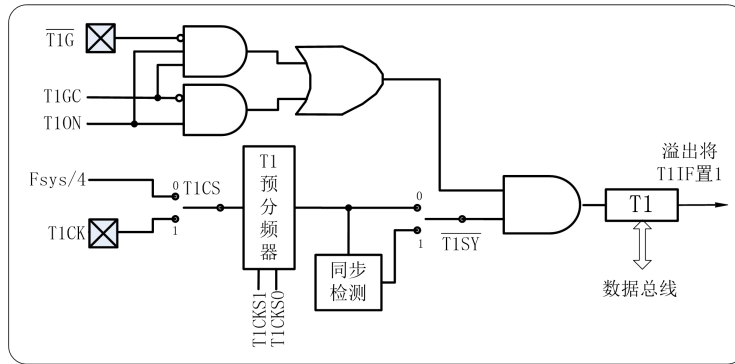 T1G
T1GC
T1ON
Fsys/4
T1CK
0
1
T1CS
T1
预
分
频
器
T1CKS1
T1CKS0
同步
检测
0
1
T1SY
T1
溢出将
T1IF置1
数据总线